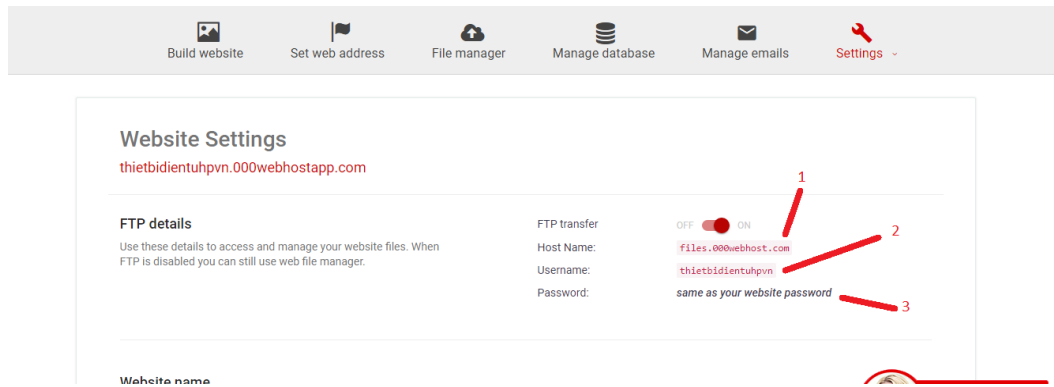 Build website
Set web address
File manager
Manage database
Manage emails
Settings
Website Settings
thietbidientuhpvn.000webhostapp.com
1
FTP details
FTP transfer
OFF
ON
2
Use these details to access and manage your website files. When
FTP is disabled you can still use web file manager.
Host Name:
files.000webhost.com
Username:
thietbidientuhpvn
Password:
same as your website password
3
Website name